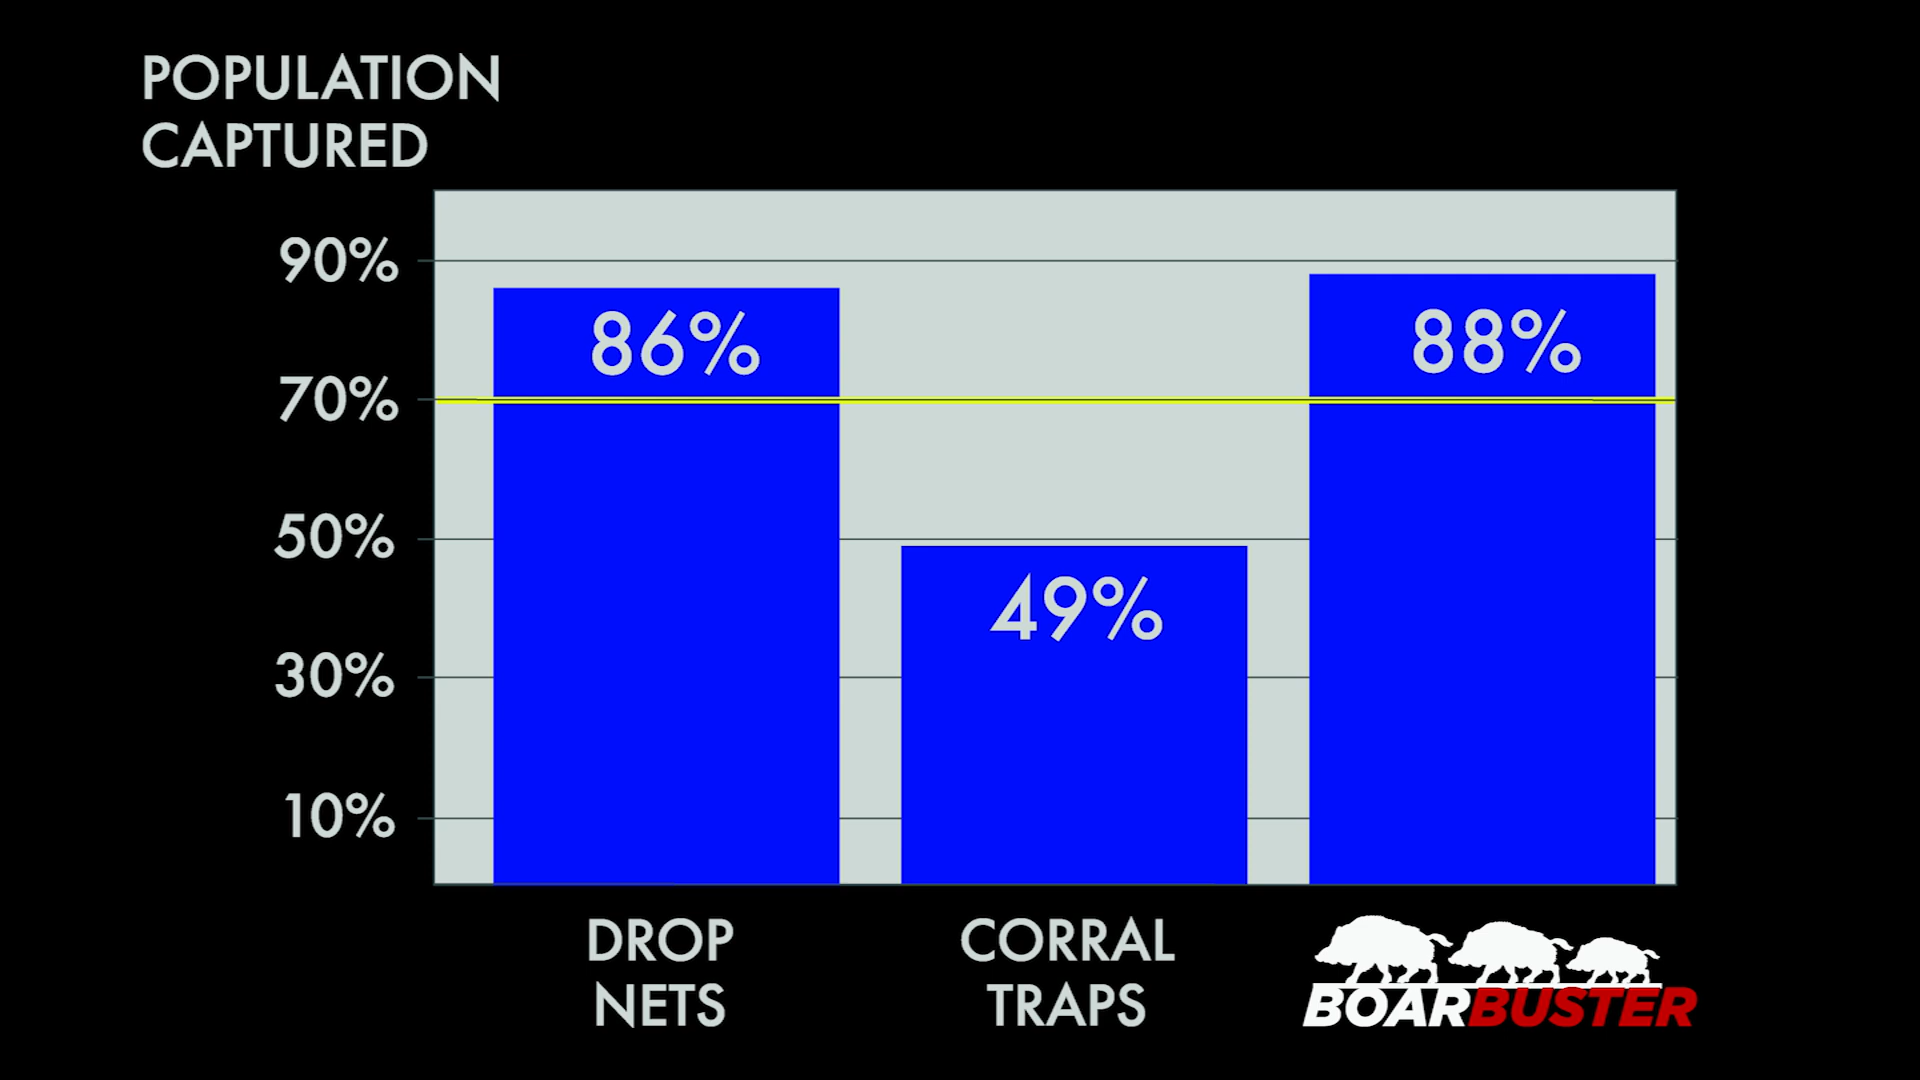 POPULATION
CAPTURED
90%
70%
50%
30%
10%
86%
49%
88%
DROP
NETS
CORRAL
TRAPS
BOARBUSTER